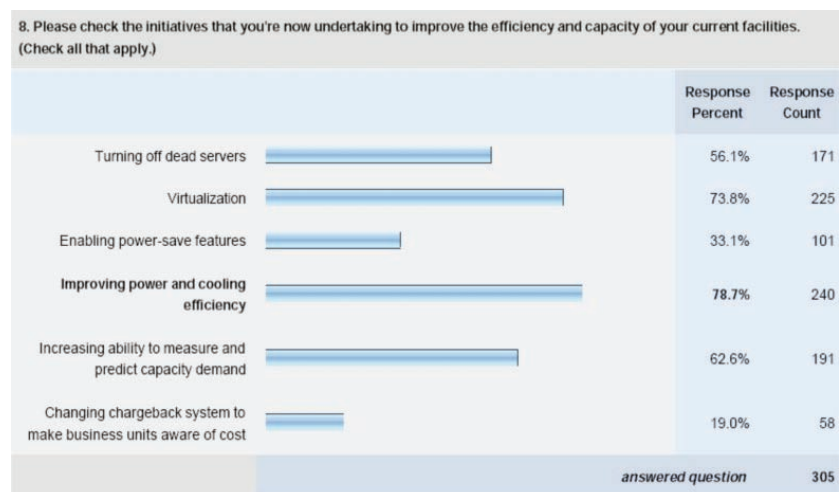 8. Please check the initiatives that you're now undertaking to improve the efficiency and capacity of your current facilities.
(Check all that apply.)
Response Percent Response Count
Turning off dead servers 56.1% 171
Virtualization 73.8% 225
Enabling power-save features 33.1% 101
Improving power and cooling
efficiency 78.7% 240
Increasing ability to measure and
predict capacity demand 62.6% 191
Changing chargeback system to
make business units aware of cost 19.0% 58
answered question 305